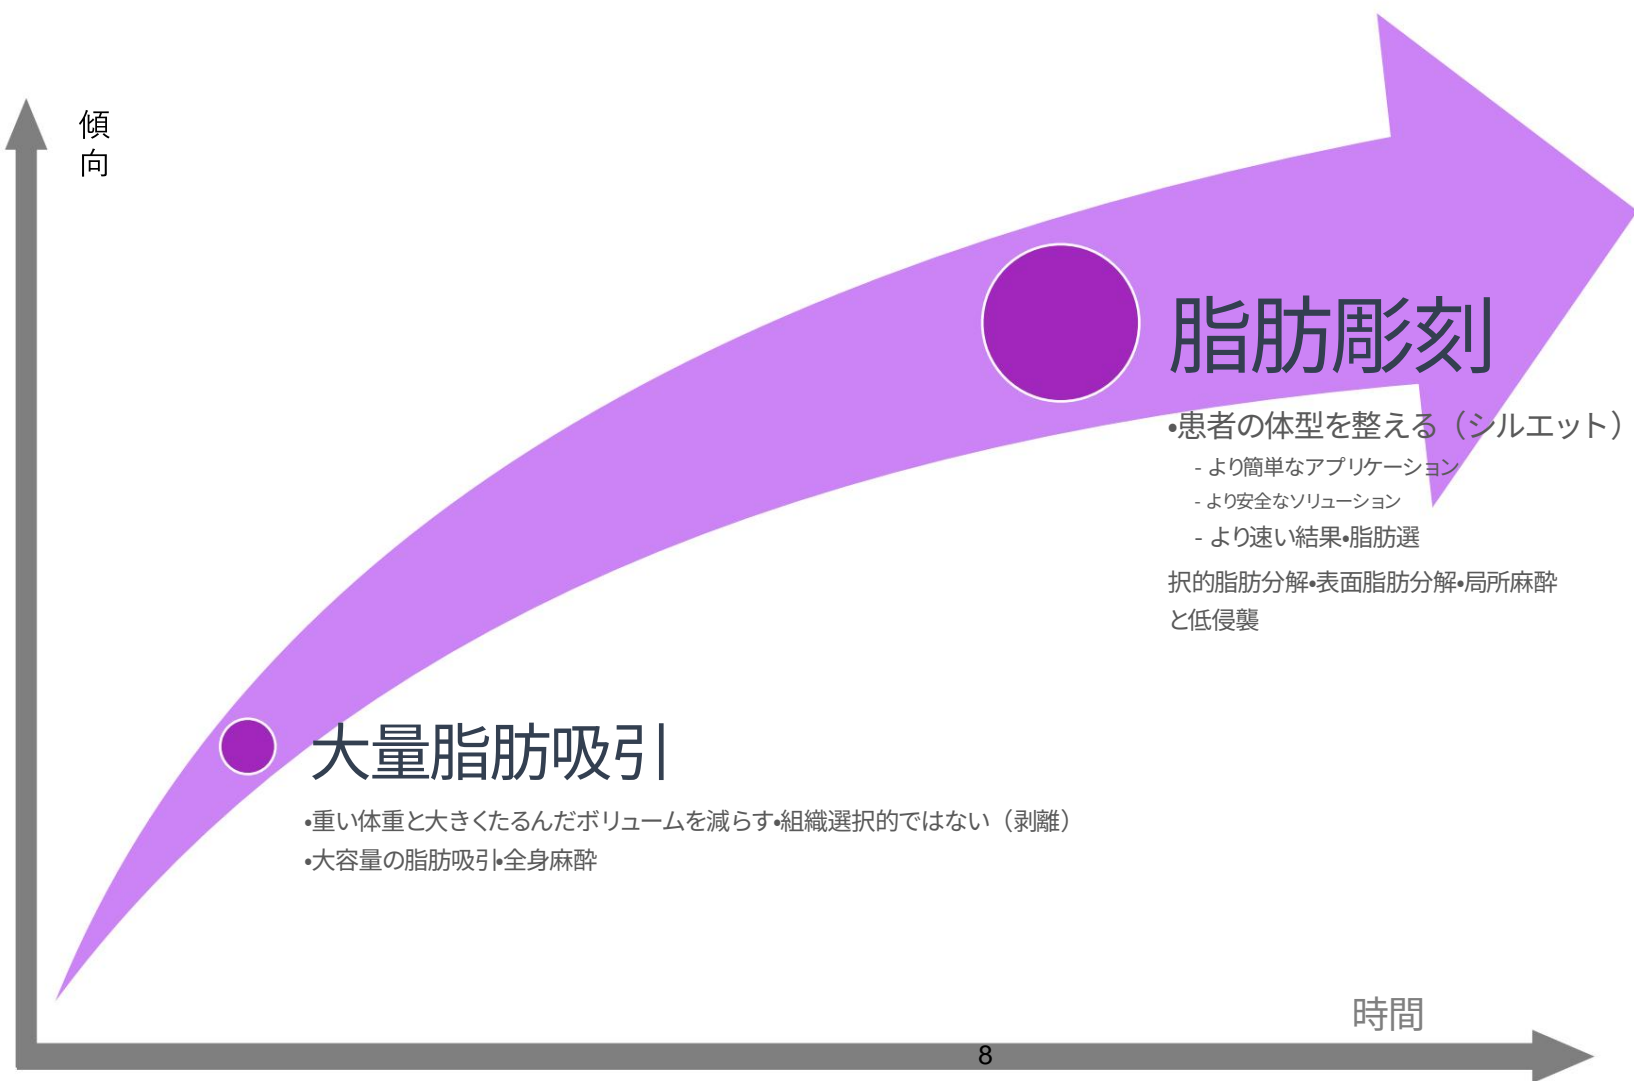 傾
向
脂肪彫刻
•患者の体型を整える（シルエット）
- より簡単なアプリケーション
- より安全なソリューション
- より速い結果•脂肪選
択的脂肪分解•表面脂肪分解•局所麻酔
と低侵襲
大量脂肪吸引
•重い体重と大きくたるんだボリュームを減らす•組織選択的ではない（剥離）
•大容量の脂肪吸引•全身麻酔
時間
8